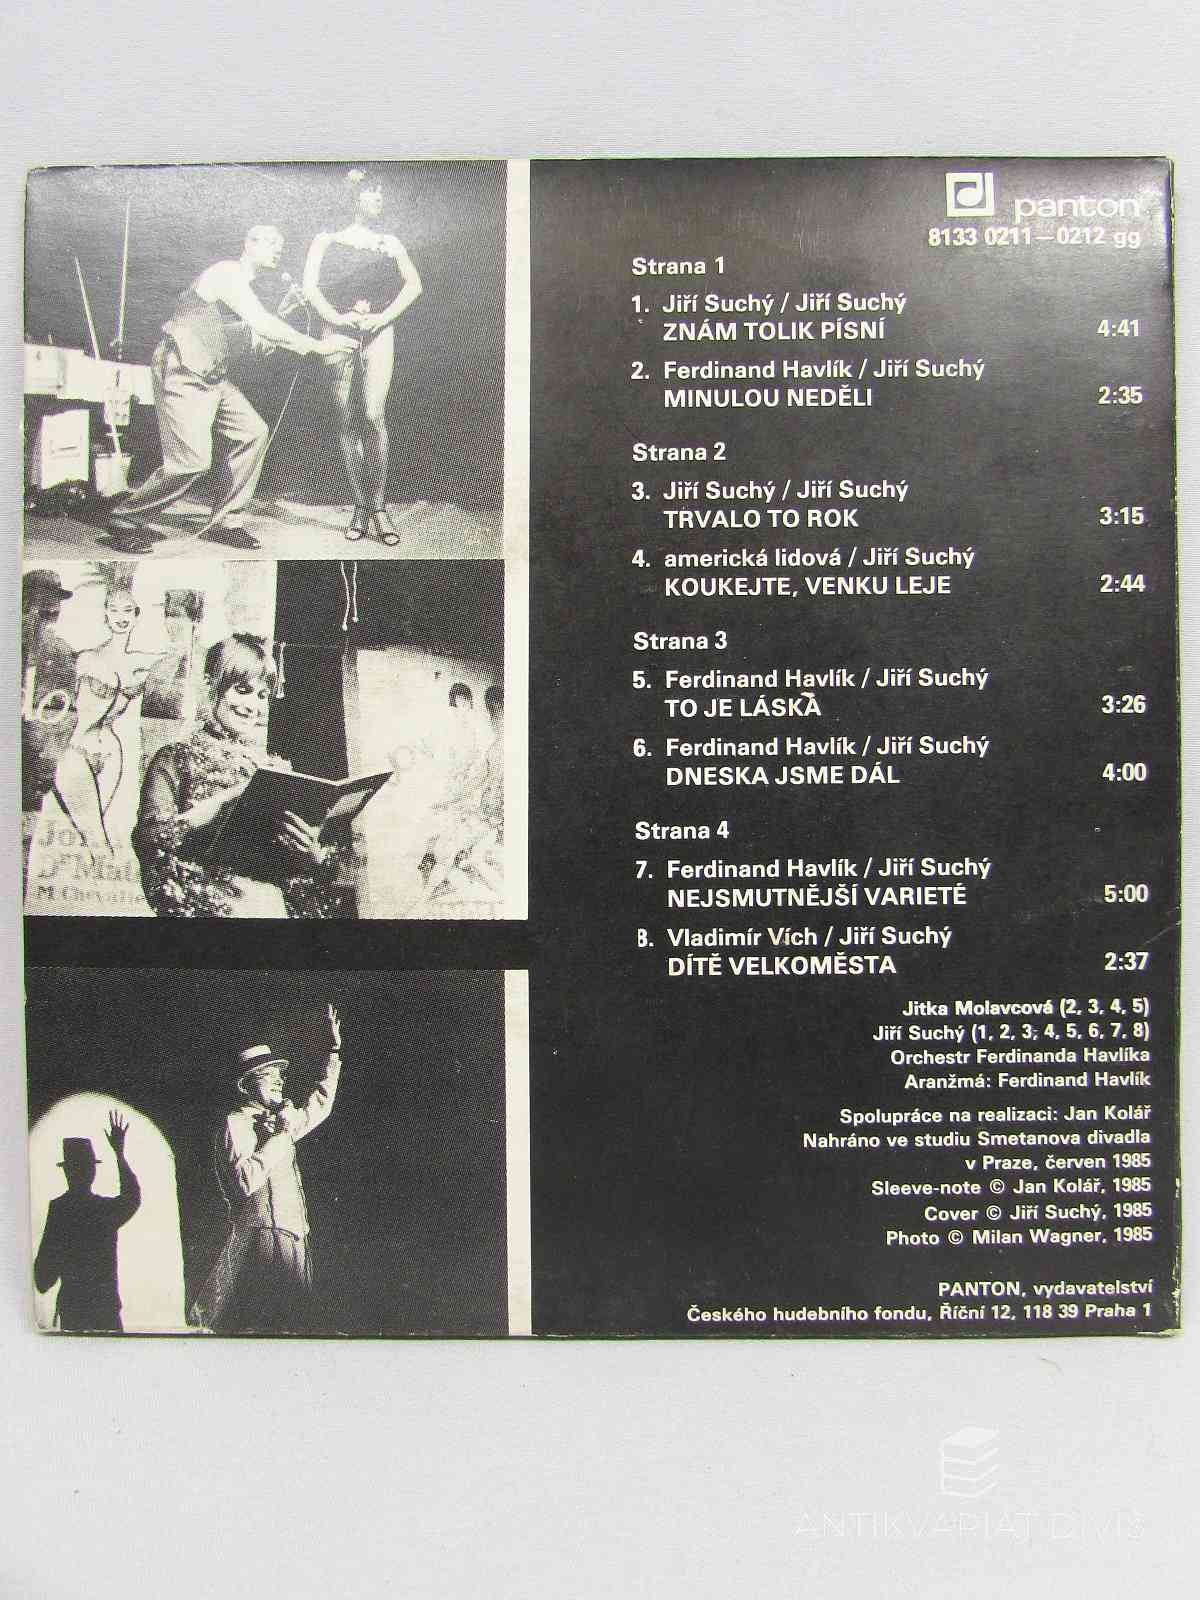 panton
8133 0211–0212 gg
Strana 1
1. Jiří Suchý / Jiří Suchý
ZNÁM TOLIK PÍSNÍ 4:41
2. Ferdinand Havlík / Jiří Suchý
MINULOU NEDĚLI 2:35
Strana 2
3. Jiří Suchý / Jiří Suchý
TRVALO TO ROK 3:15
4. americká lidová / Jiří Suchý
KOUKEJTE, VENKU LEJE 2:44
Strana 3
5. Ferdinand Havlík / Jiří Suchý
TO JE LÁSKA 3:26
6. Ferdinand Havlík / Jiří Suchý
DNESKA JSME DÁL 4:00
Strana 4
7. Ferdinand Havlík / Jiří Suchý
NEJSMUTNĚJŠÍ VARIETÉ 5:00
8. Vladimír Vích / Jiří Suchý
DÍTĚ VELKOMĚSTA 2:37
Jitka Molavcová (2, 3, 4, 5)
Jiří Suchý (1, 2, 3, 4, 5, 6, 7, 8)
Orchestr Ferdinanda Havlíka
Aranžmá: Ferdinand Havlík
Spolupráce na realizaci: Jan Kolář
Nahráno ve studiu Smetanova divadla
v Praze, červen 1985
Sleeve-note © Jan Kolář, 1985
Cover © Jiří Suchý, 1985
Photo © Milan Wagner, 1985
PANTON, vydavatelství
Českého hudebního fondu, Říční 12, 118 39 Praha 1
M. Chevalie
ANTIKVARIÁT DIVIŠ